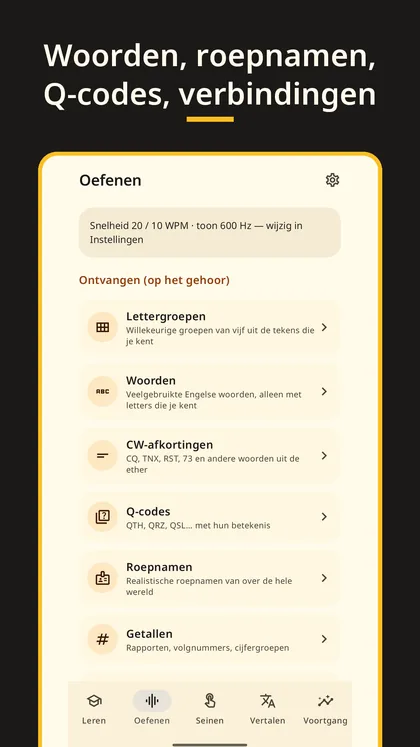 Woorden, roepnamen,
Q-codes, verbindingen
Oefenen
Snelheid 20 / 10 WPM · toon 600 Hz — wijzig in
Instellingen
Ontvangen (op het gehoor)
Lettergroepen
Willekeurige groepen van vijf uit de tekens die
je kent
ABC
Woorden
Veelgebruikte Engelse woorden, alleen met
letters die je kent
CW-afkortingen
CQ, TNX, RST, 73 en andere woorden uit de
ether
Q-codes
QTH, QRZ, QSL… met hun betekenis
Roepnamen
Realistische roepnamen van over de hele
wereld
Getallen
Rapporten, volgnummers, cijfergroepen
Leren Oefenen Seinen Vertalen Voortgang